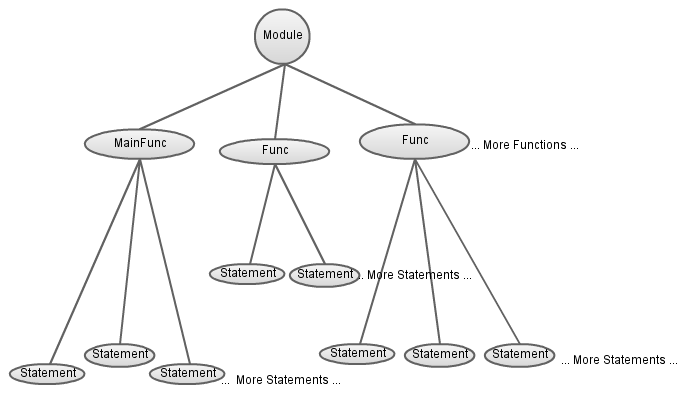 Module
MainFunc
Func
Func
... More Functions ...
Statement
Statement
. More Statements ...
Statement
Statement
Statement
... More Statements ...
Statement
Statement
Statement
... More Statements ...